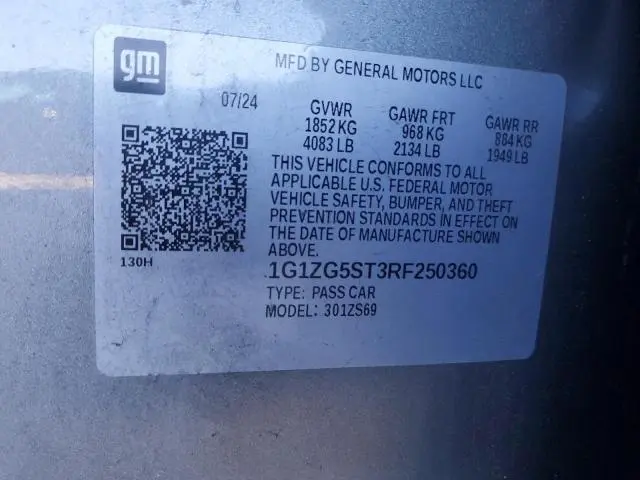 gm
MFD BY GENERAL MOTORS LLC
07/24
GVWR GAWR FRT GAWR RR
1852 KG 968 KG 884 KG
4083 LB 2134 LB 1949 LB
THIS VEHICLE CONFORMS TO ALL
APPLICABLE U.S. FEDERAL MOTOR
VEHICLE SAFETY, BUMPER, AND THEFT
PREVENTION STANDARDS IN EFFECT ON
THE DATE OF MANUFACTURE SHOWN
ABOVE.
130H
1G1ZG5ST3RF250360
TYPE: PASS CAR
MODEL: 301ZS69